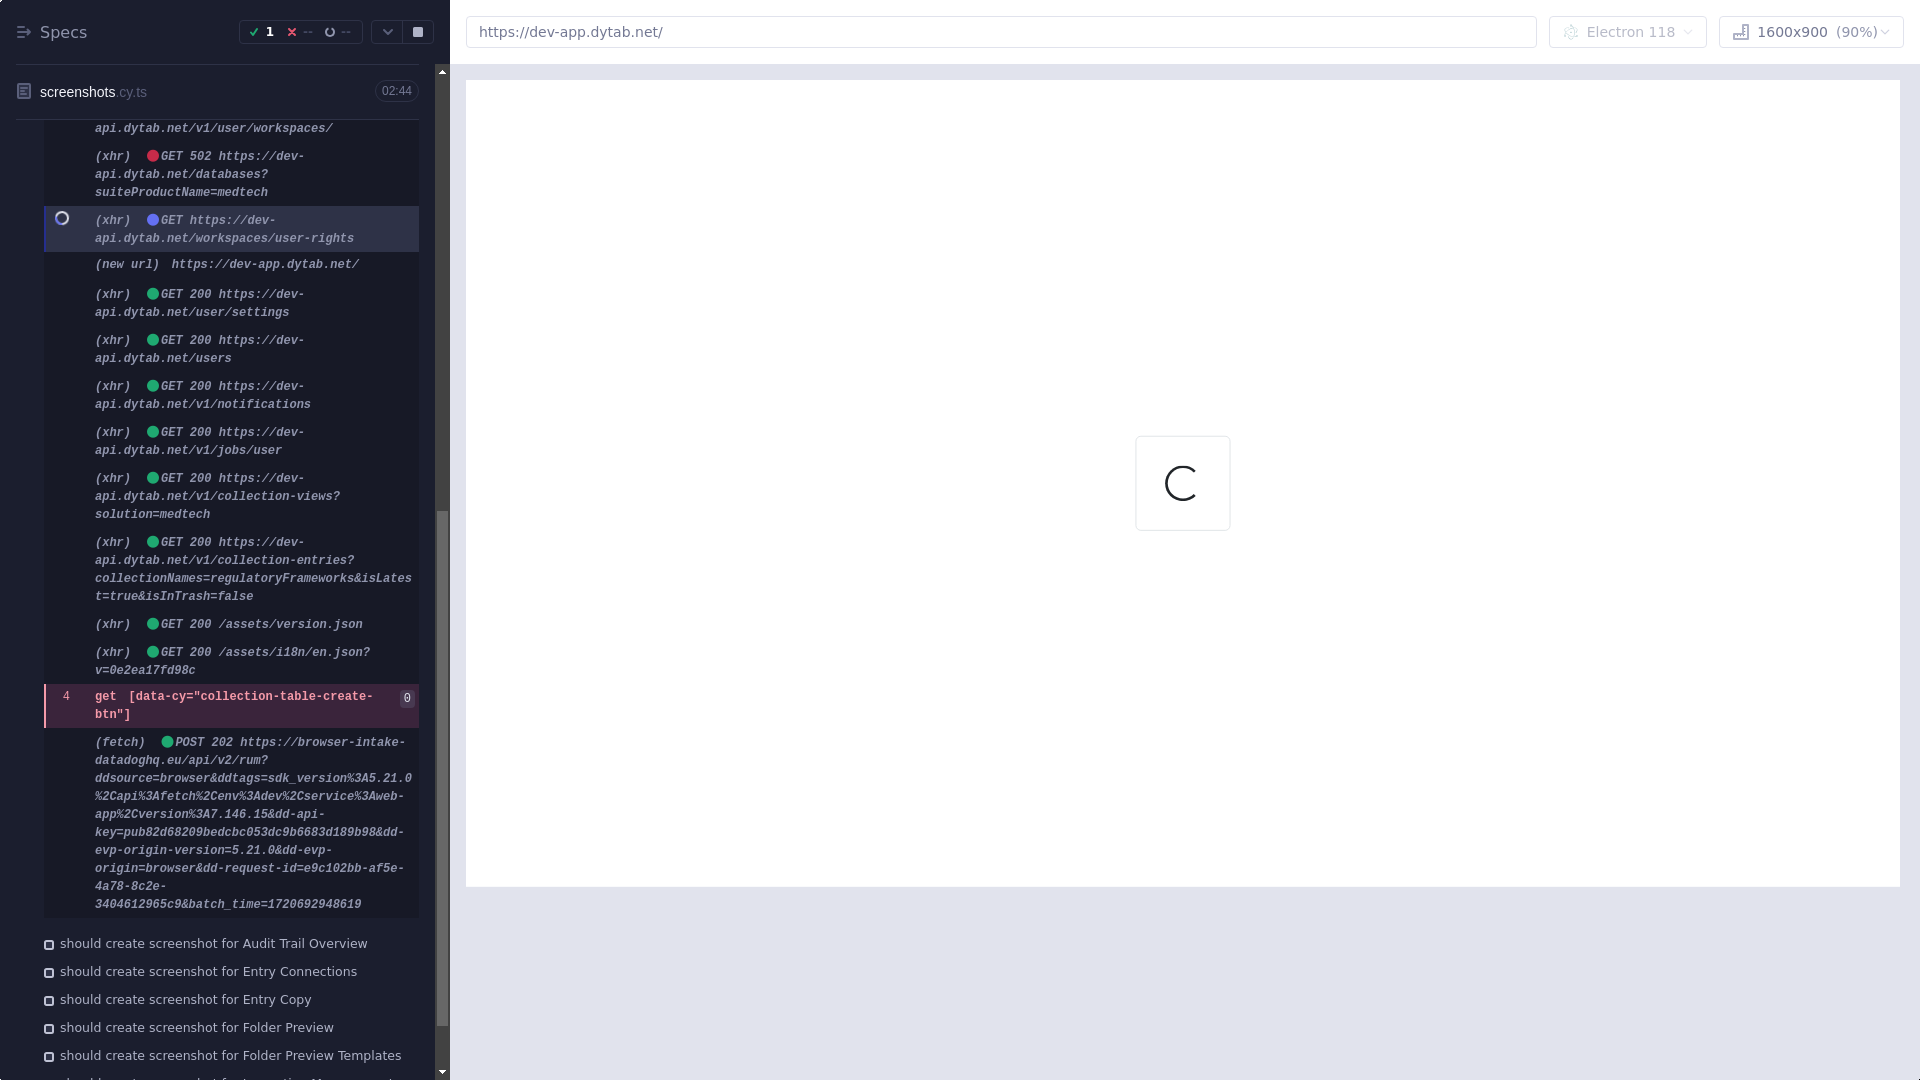 Specs
1
--
--
https://dev-app.dytab.net/
Electron 118
1600x900 (90%)
screenshots.cy.ts
02:44
api.dytab.net/v1/user/workspaces/
(xhr) GET 502 https://dev-
api.dytab.net/databases?
suiteProductName=medtech
(xhr) GET https://dev-
api.dytab.net/workspaces/user-rights
(new url) https://dev-app.dytab.net/
(xhr) GET 200 https://dev-
api.dytab.net/user/settings
(xhr) GET 200 https://dev-
api.dytab.net/users
(xhr) GET 200 https://dev-
api.dytab.net/v1/notifications
(xhr) GET 200 https://dev-
api.dytab.net/v1/jobs/user
(xhr) GET 200 https://dev-
api.dytab.net/v1/collection-views?
solution=medtech
(xhr) GET 200 https://dev-
api.dytab.net/v1/collection-entries?
collectionNames=regulatoryFrameworks&isLates
t=true&isInTrash=false
(xhr) GET 200 /assets/version.json
(xhr) GET 200 /assets/i18n/en.json?
v=0e2ea17fd98c
4 get [data-cy="collection-table-create- 0
btn"]
(fetch) POST 202 https://browser-intake-
datadoghq.eu/api/v2/rum?
ddsource=browser&ddtags=sdk_version%3A5.21.0
%2Capi%3Afetch%2Cenv%3Adev%2Cservice%3Aweb-
app%2Cversion%3A7.146.15&dd-api-
key=pub82d68209bedcbc053dc9b6683d189b98&dd-
evp-origin-version=5.21.0&dd-evp-
origin=browser&dd-request-id=e9c102bb-af5e-
4a78-8c2e-
3404612965c9&batch_time=1720692948619
should create screenshot for Audit Trail Overview
should create screenshot for Entry Connections
should create screenshot for Entry Copy
should create screenshot for Folder Preview
should create screenshot for Folder Preview Templates